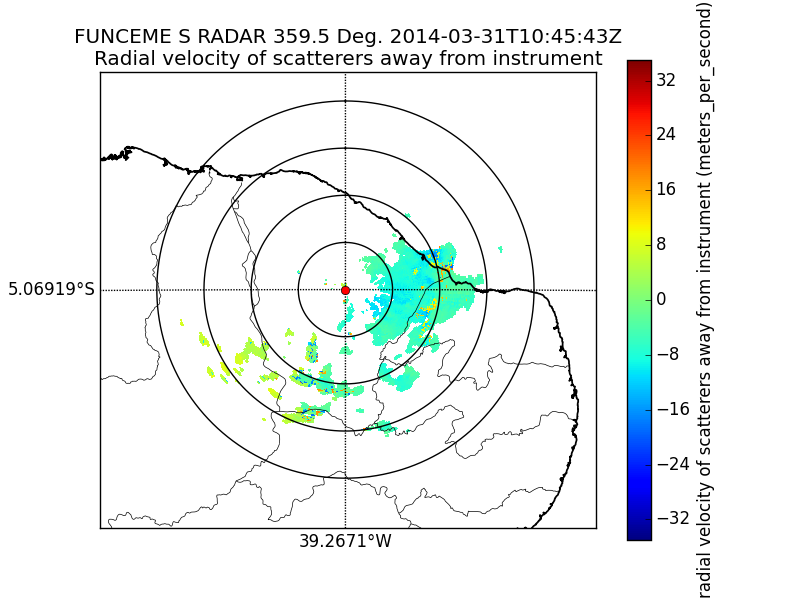 FUNCEME S RADAR 359.5 Deg. 2014-03-31T10:45:43Z
Radial velocity of scatterers away from instrument
5.06919°S
39.2671°W
32
24
16
8
0
−8
−16
−24
−32
radial velocity of scatterers away from instrument (meters_per_second)